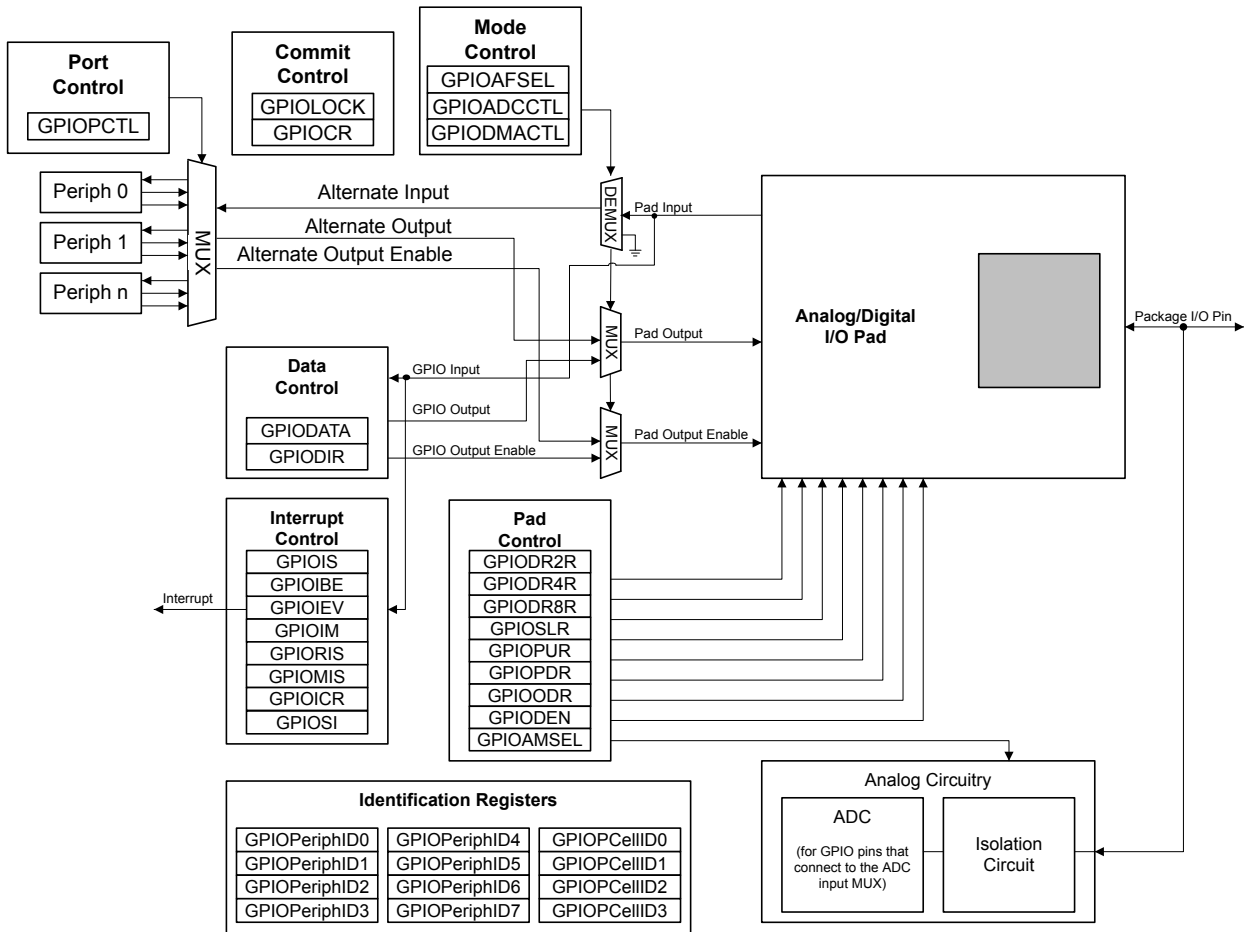 Port
Control
GPIOPCTL
Commit
Control
GPIOLOCK
GPIOCR
Mode
Control
GPIOAFSEL
GPIOADCCTL
GPIODMACTL
Periph 0
Periph 1
Periph n
MUX
Alternate Input
Alternate Output
Alternate Output Enable
DEMUX
Pad Input
MUX
Pad Output
MUX
Pad Output Enable
Analog/Digital
I/O Pad
Package I/O Pin
Data
Control
GPIODATA
GPIODIR
GPIO Input
GPIO Output
GPIO Output Enable
Interrupt
Control
GPIOIS
GPIOIBE
GPIOIEV
GPIOIM
GPIORIS
GPIOMIS
GPIOICR
GPIOSI
Interrupt
Pad
Control
GPIODR2R
GPIODR4R
GPIODR8R
GPIOSLR
GPIOPUR
GPIOPDR
GPIOODR
GPIODEN
GPIOAMSEL
Analog Circuitry
ADC
(for GPIO pins that
connect to the ADC
input MUX)
Isolation
Circuit
Identification Registers
GPIOPeriphID0
GPIOPeriphID1
GPIOPeriphID2
GPIOPeriphID3
GPIOPeriphID4
GPIOPeriphID5
GPIOPeriphID6
GPIOPeriphID7
GPIOPCellID0
GPIOPCellID1
GPIOPCellID2
GPIOPCellID3